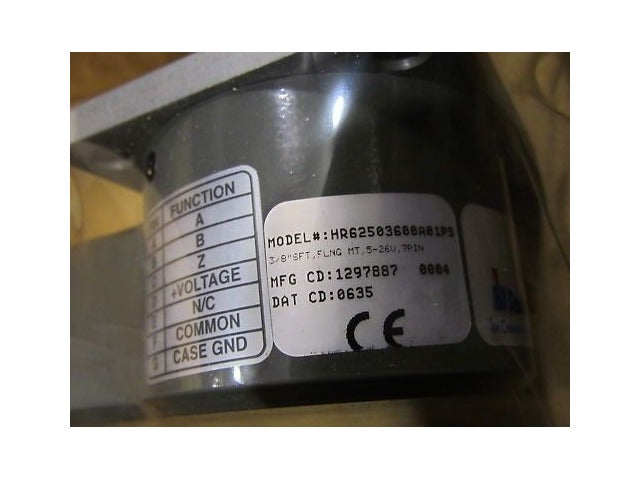 FUNCTION
A
B
Z
+VOLTAGE
N/C
F COMMON
G CASE GND
MODEL#:HR62503600A01PS
3/8"SFT,FLNG MT,5-26V,7PIN
MFG CD:1297887 0004
DAT CD:0635
CE